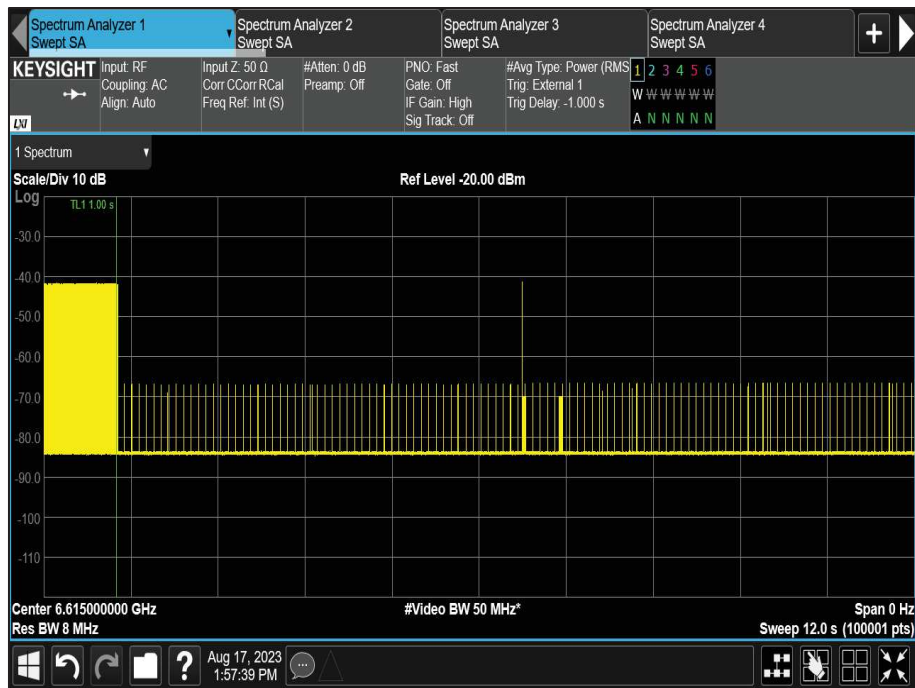 Spectrum Analyzer 1
Swept SA
Spectrum Analyzer 2
Swept SA
Spectrum Analyzer 3
Swept SA
Spectrum Analyzer 4
Swept SA
+
KEYSIGHT
LXI
Input: RF
Coupling: AC
Align: Auto
Input Z: 50 Ω
Corr CCorr RCal
Freq Ref: Int (S)
#Atten: 0 dB
Preamp: Off
PNO: Fast
Gate: Off
IF Gain: High
Sig Track: Off
#Avg Type: Power (RMS
Trig: External 1
Trig Delay: -1.000 s
1 2 3 4 5 6
W W W W W W
A N N N N N
1 Spectrum
Scale/Div 10 dB
Ref Level -20.00 dBm
Log
TL1 1.00 s
-30.0
-40.0
-50.0
-60.0
-70.0
-80.0
-90.0
-100
-110
Center 6.615000000 GHz
#Video BW 50 MHz*
Span 0 Hz
Res BW 8 MHz
Sweep 12.0 s (100001 pts)
?
Aug 17, 2023
1:57:39 PM